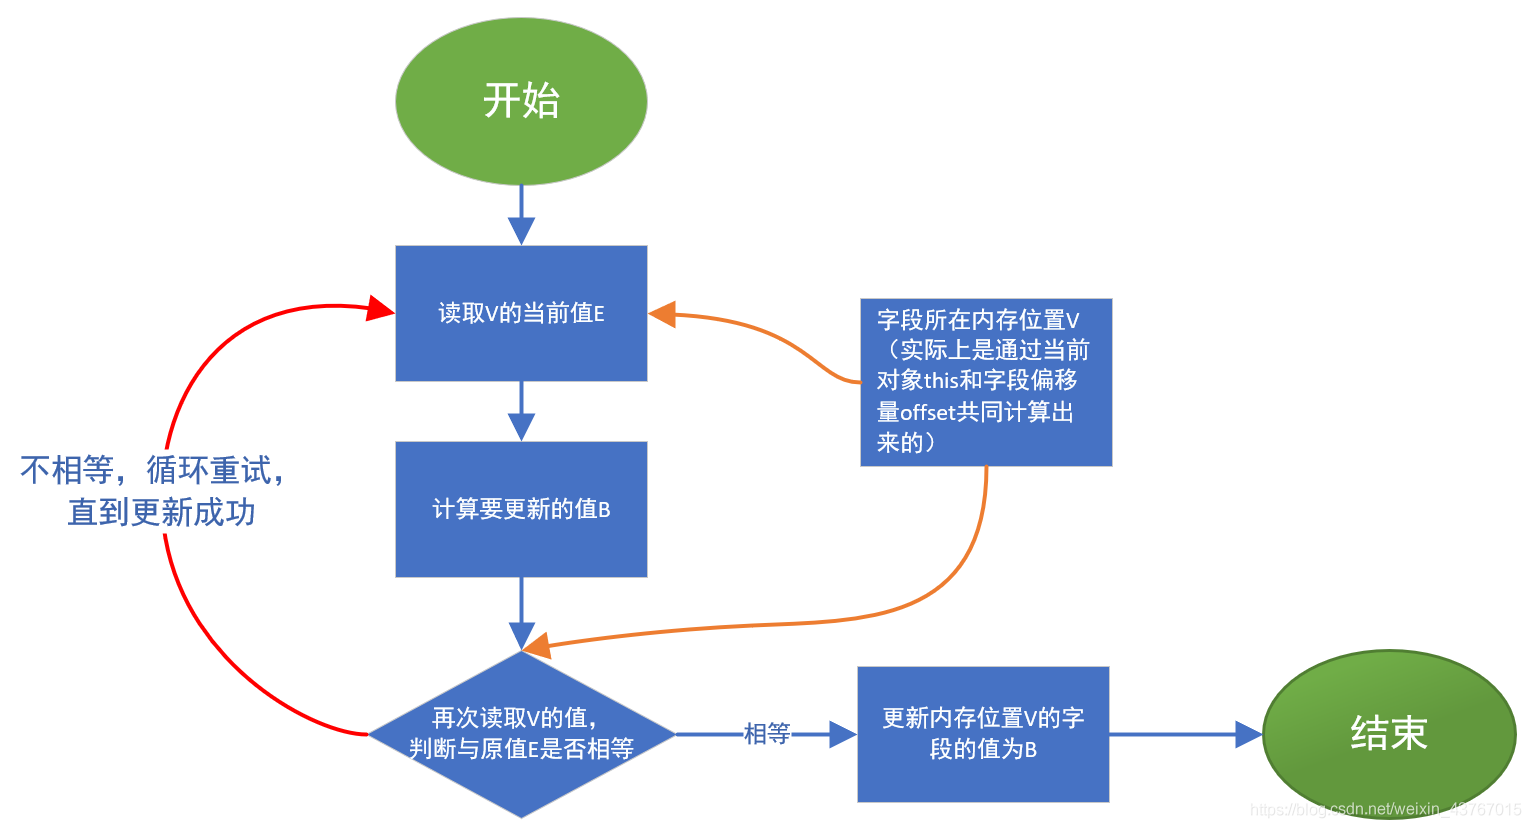 开始
读取V的当前值E
字段所在内存位置V
（实际上是通过当前
对象this和字段偏移
量offset共同计算出
来的）
不相等，循环重试，
直到更新成功
计算要更新的值B
再次读取V的值，
判断与原值E是否相等
相等
更新内存位置V的字
段的值为B
结束
https://blog.csdn.net/weixin_43767015